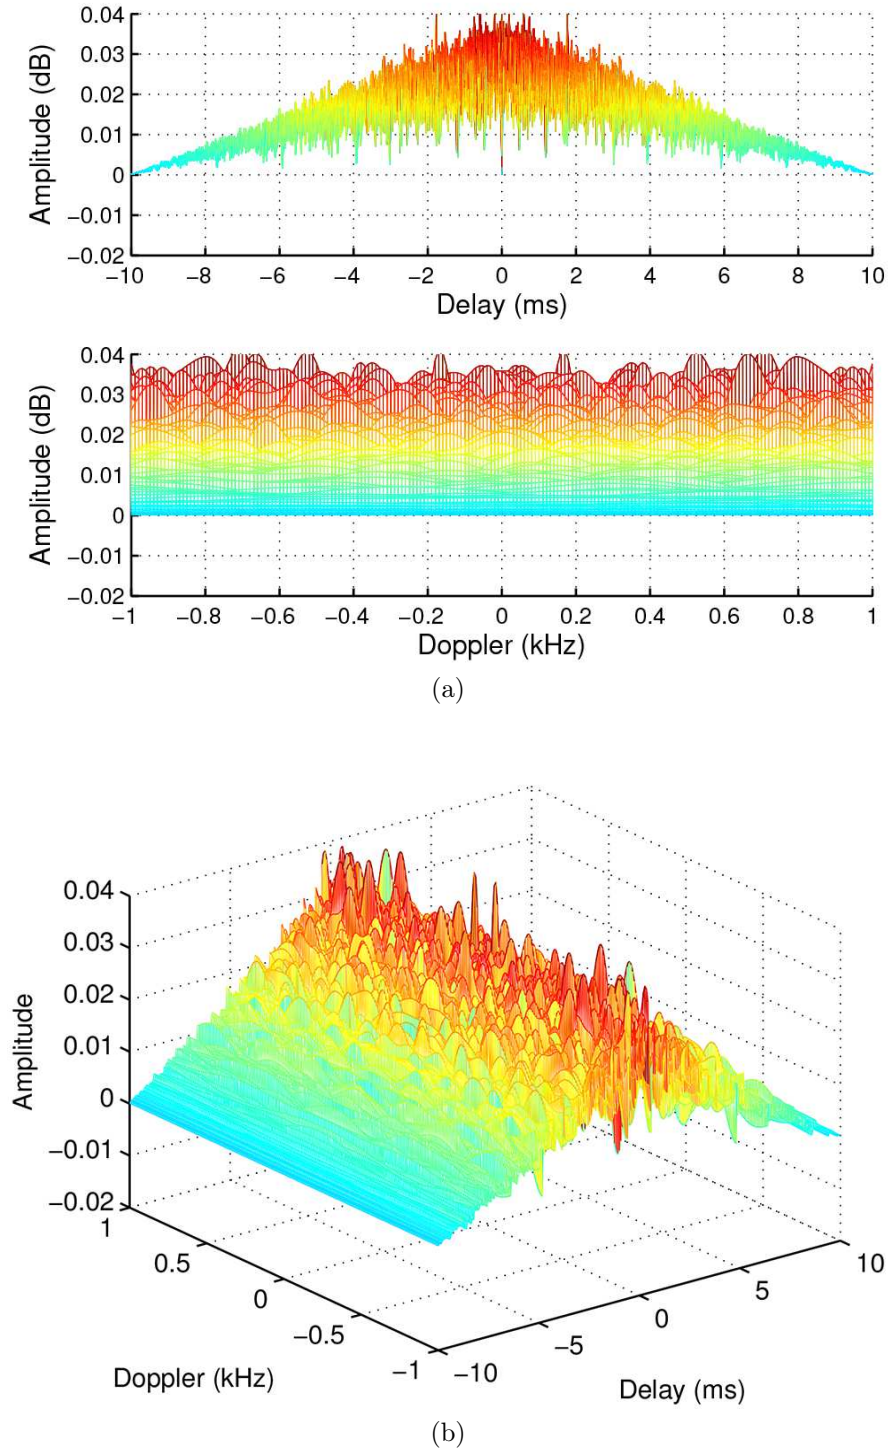 0.04
0.03
0.02
0.01
0
−0.01
−0.02
Amplitude (dB)
−10 −8 −6 −4 −2 0 2 4 6 8 10
Delay (ms)
0.04
0.03
0.02
0.01
0
−0.01
−0.02
Amplitude (dB)
−1 −0.8 −0.6 −0.4 −0.2 0 0.2 0.4 0.6 0.8 1
Doppler (kHz)
(a)
0.04
0.03
0.02
0.01
0
−0.01
−0.02
Amplitude
1 0.5 0 −0.5 −1
Doppler (kHz)
−10 −5 0 5 10
Delay (ms)
(b)